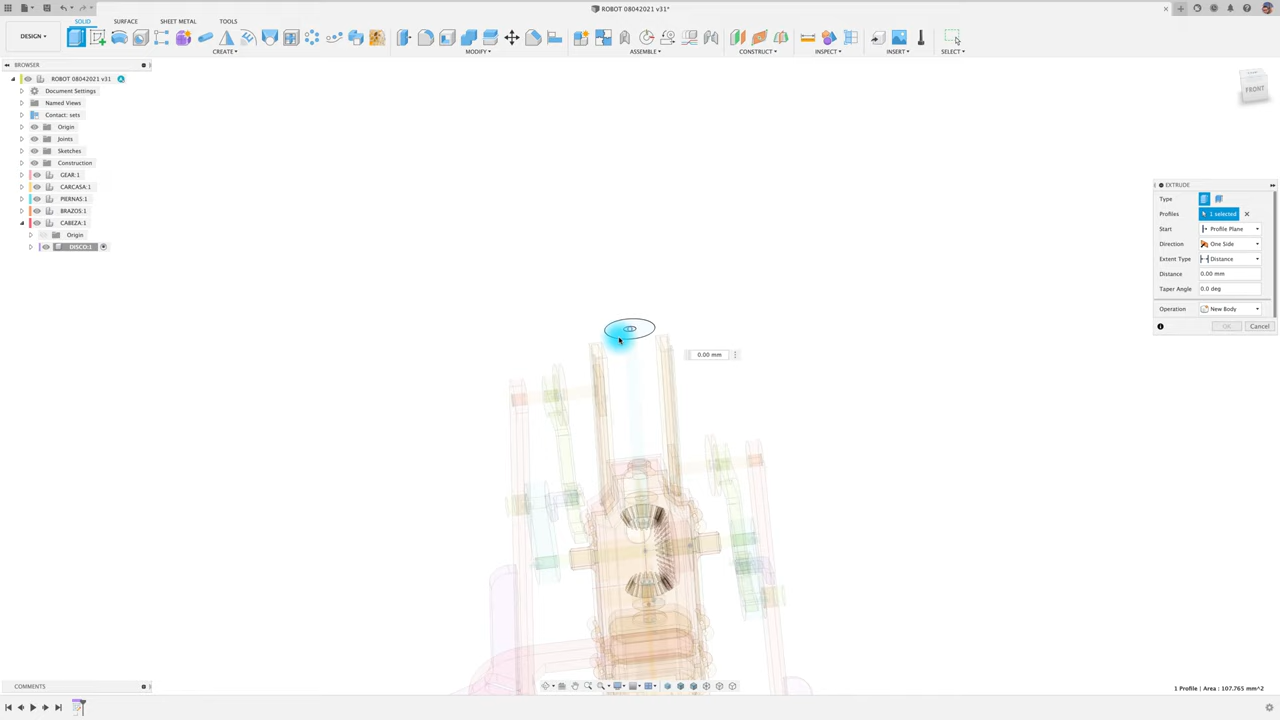 ROBOT 08042021 v31*
DESIGN
SOLID
SURFACE
SHEET METAL
TOOLS
CREATE
MODIFY
ASSEMBLE
CONSTRUCT
INSPECT
INSERT
SELECT
BROWSER
ROBOT 08042021 v31
Document Settings
Named Views
Contact: sets
Origin
Joints
Sketches
Construction
GEAR:1
CARCASA:1
PIERNAS:1
BRAZOS:1
CABEZA:1
Origin
DISCO:1
FRONT
EXTRUDE
Type
Profiles 1 selected
Start Profile Plane
Direction One Side
Extent Type Distance
Distance 0.00 mm
Taper Angle 0.0 deg
Operation New Body
OK Cancel
0.00 mm
COMMENTS
1 Profile | Area : 107.765 mm^2